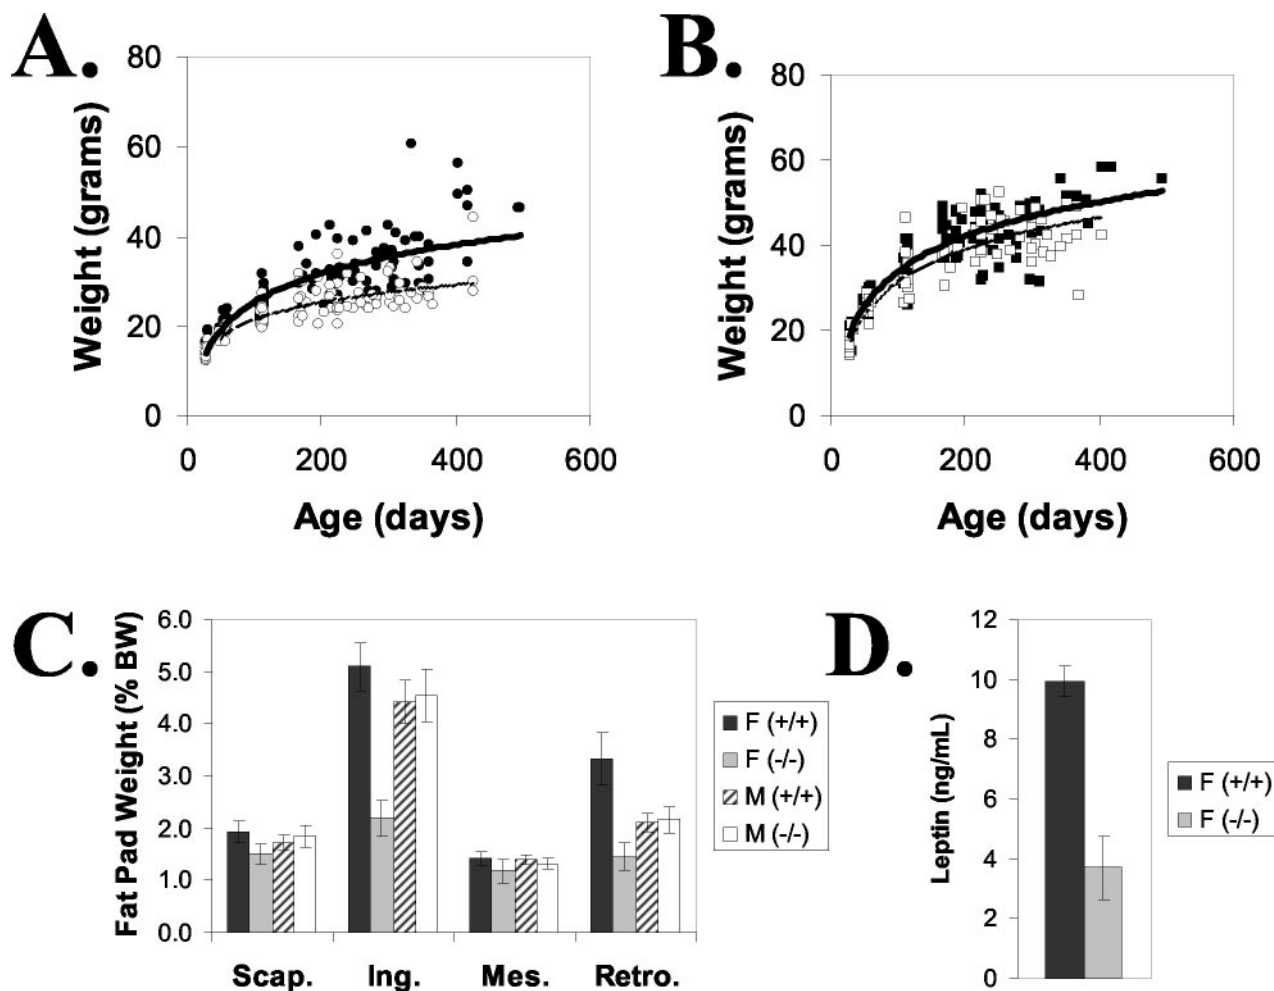 A.
80
60
40
20
0
Weight (grams)
0 200 400 600
Age (days)
B.
80
60
40
20
0
Weight (grams)
0 200 400 600
Age (days)
C.
6.0
5.0
4.0
3.0
2.0
1.0
0.0
Fat Pad Weight (% BW)
Scap. Ing. Mes. Retro.
F (+/+)
F (-/-)
M (+/+)
M (-/-)
D.
12
10
8
6
4
2
0
Leptin (ng/mL)
F (+/+)
F (-/-)